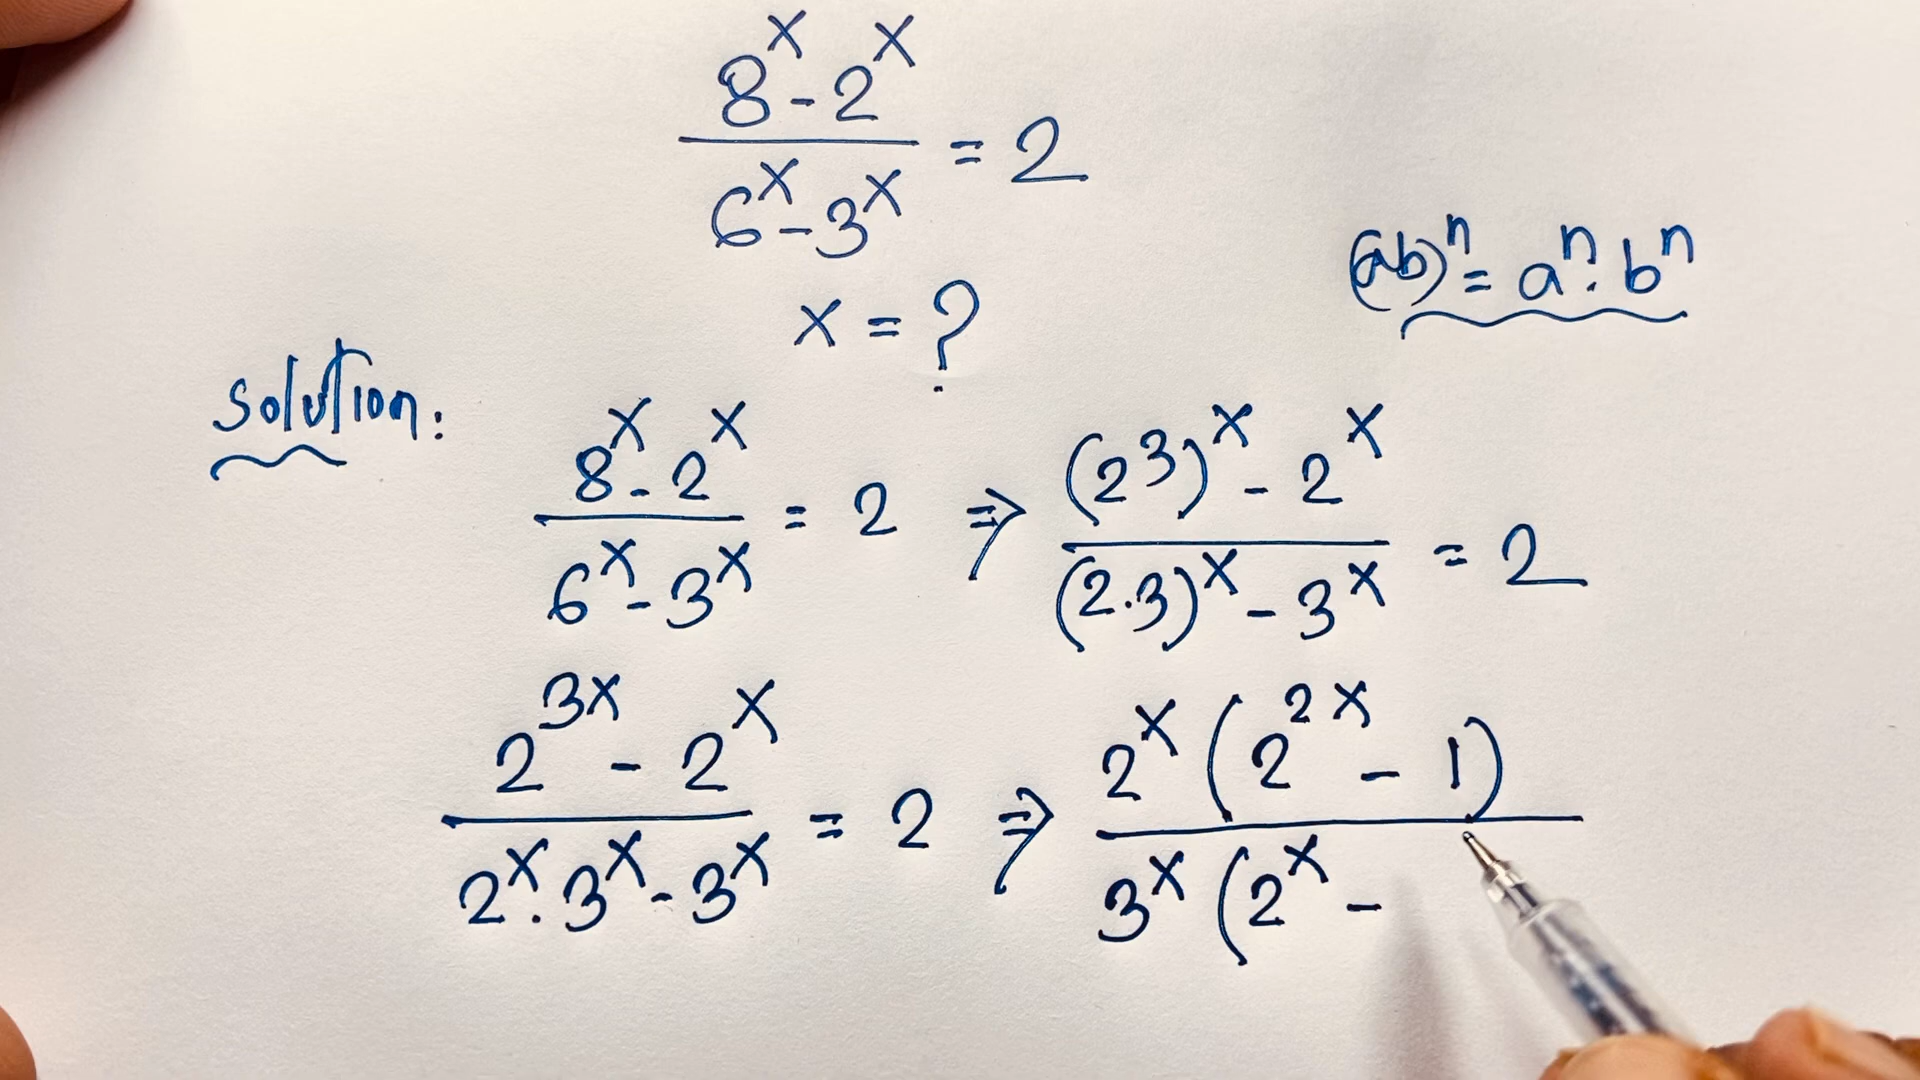 (8^x - 2^x)/(6^x - 3^x) = 2
x = ?
(ab)^n = a^n . b^n
Solution:
(8^x - 2^x)/(6^x - 3^x) = 2 ⇒ ((2^3)^x - 2^x)/((2.3)^x - 3^x) = 2
(2^3x - 2^x)/(2^x . 3^x - 3^x) = 2 ⇒ 2^x (2^2x - 1)/3^x (2^x -